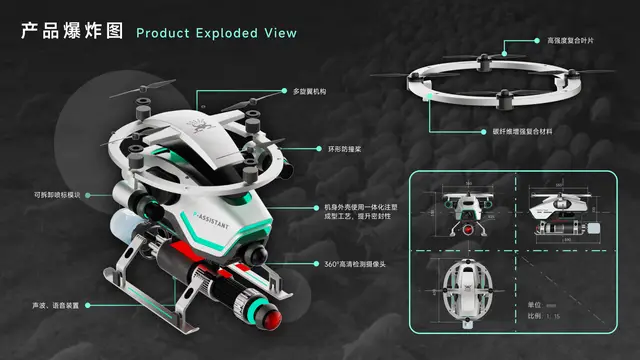 产品爆炸图 Product Exploded View
高强度复合叶片
多旋翼机构
碳纤维增强复合材料
环形防撞桨
可拆卸喷标模块
机身外壳使用一体化注塑
成型工艺、提升密封性
ASSISTANT
360°高清检测摄像头
声波、语音装置
单位: mm
比例: 1:15